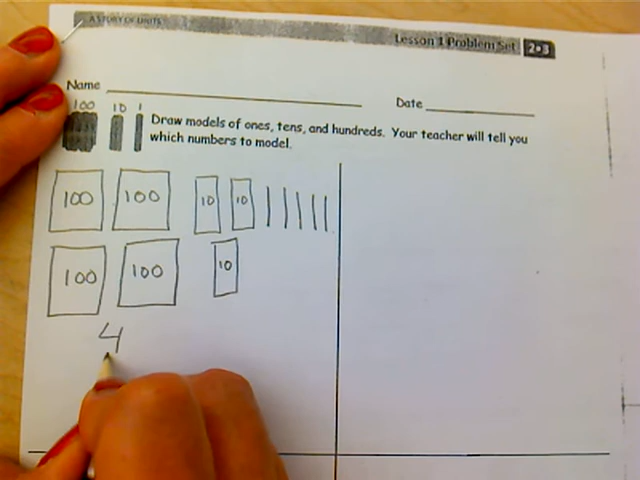 A STORY OF UNITS
Lesson 1 Problem Set 2•3
Name
Date
100 10 1
Draw models of ones, tens, and hundreds. Your teacher will tell you
which numbers to model.
100 100 10 10
100 100 10
4